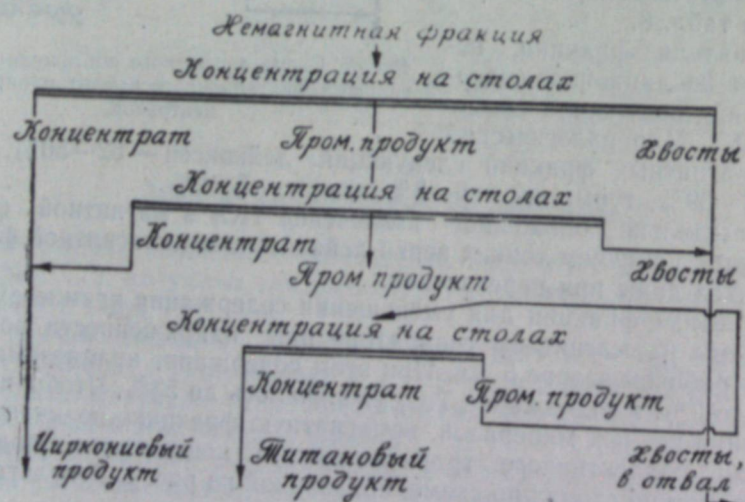 Немагнитная фракция
Концентрация на столах
Концентрат Пром. продукт Хвосты
Концентрация на столах
Концентрат
Пром. продукт Хвосты
Концентрация на столах
Концентрат Пром. продукт
Циркониевый Титановый Хвосты,
продукт продукт в отвал